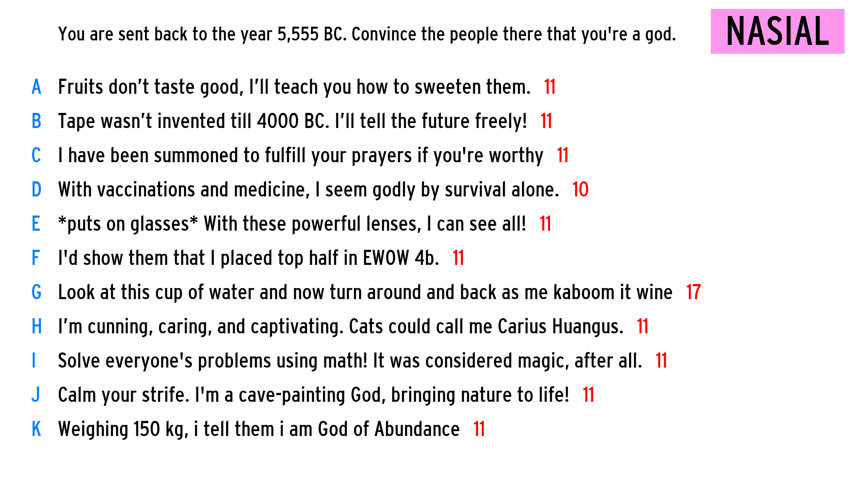 You are sent back to the year 5,555 BC. Convince the people there that you're a god.
NASIAL
A Fruits don’t taste good, I’ll teach you how to sweeten them. 11
B Tape wasn’t invented till 4000 BC. I’ll tell the future freely! 11
C I have been summoned to fulfill your prayers if you're worthy 11
D With vaccinations and medicine, I seem godly by survival alone. 10
E *puts on glasses* With these powerful lenses, I can see all! 11
F I'd show them that I placed top half in EWOW 4b. 11
G Look at this cup of water and now turn around and back as me kaboom it wine 17
H I’m cunning, caring, and captivating. Cats could call me Carius Huangus. 11
I Solve everyone's problems using math! It was considered magic, after all. 11
J Calm your strife. I'm a cave-painting God, bringing nature to life! 11
K Weighing 150 kg, i tell them i am God of Abundance 11